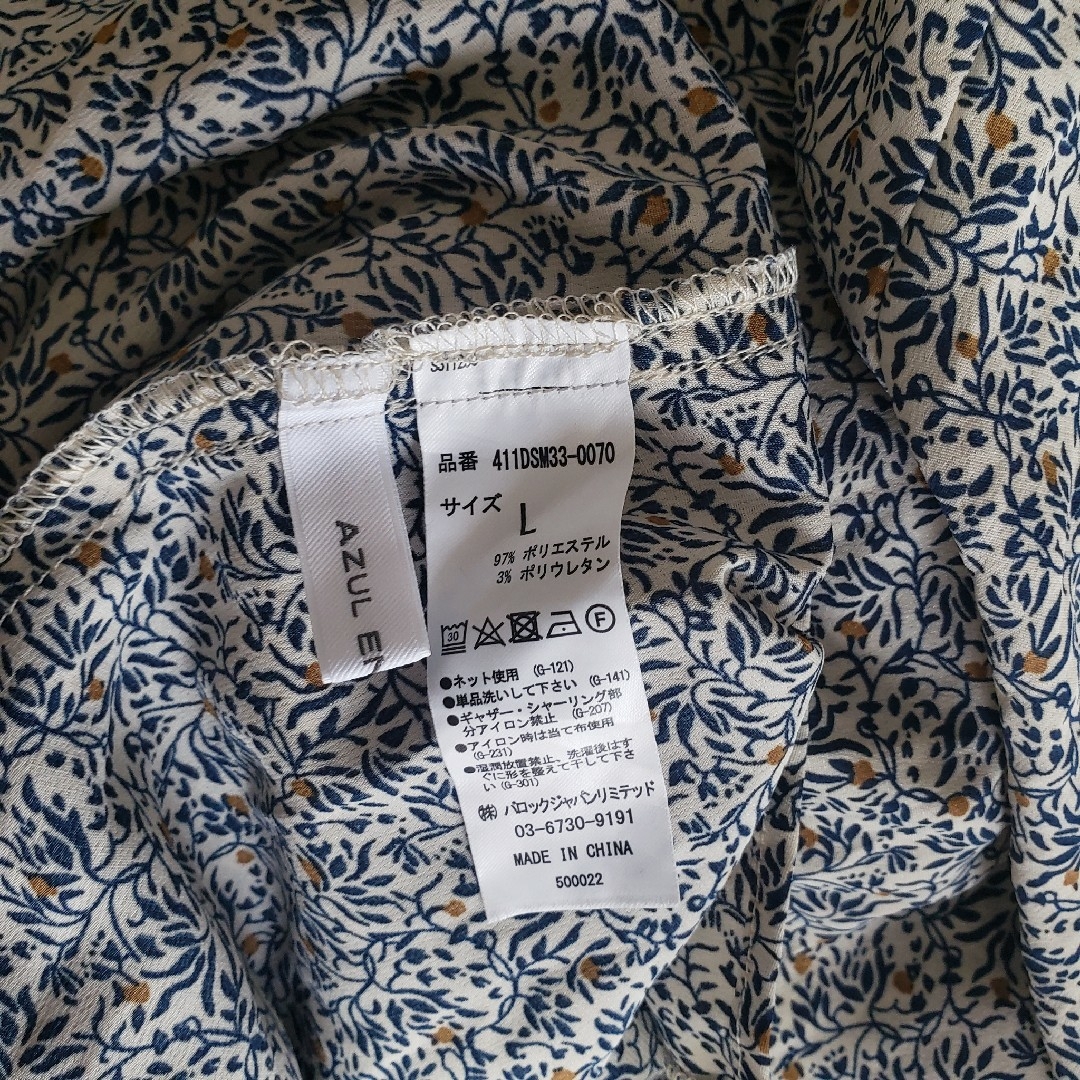 AZUL
品番 411DSM33-0070
サイズ L
97% ポリエステル
3% ポリウレタン
30
F
●ネット使用 (G-121)
●単品洗いして下さい (G-141)
●ギャザー・シャーリング部
分アイロン禁止 (G-207)
●アイロン時は当て布使用
(G-231)
●湿潤放置禁止、洗濯後はす
ぐに形を整えて干して下さ
い (G-301)
㈱ バロックジャパンリミテッド
03-6730-9191
MADE IN CHINA
500022